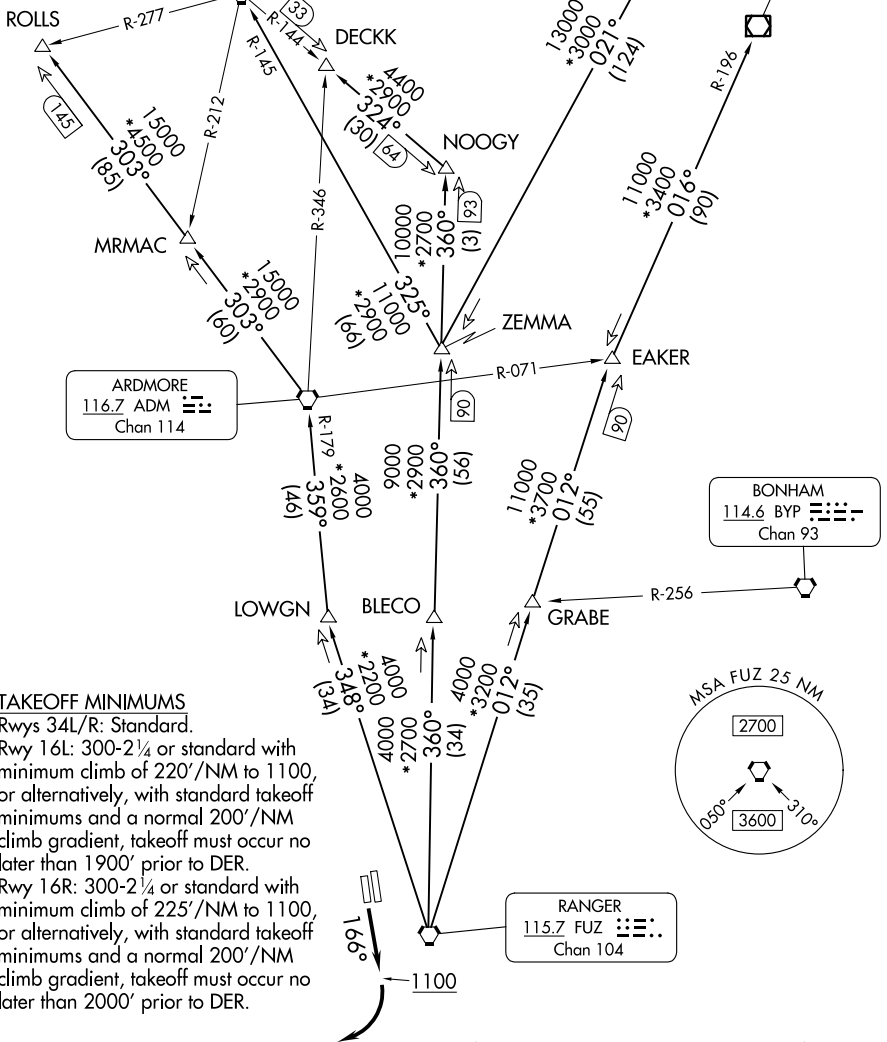 ROLLS
R-277
33
R-144
DECKK
R-145
13000
*3000
021°
(124)
R-196
145
15000
*4500
303°
(85)
R-212
4400
*2900
324°
(30)
64
NOOGY
93
R-346
10000
*2700
360°
(3)
11000
*3400
016°
(90)
MRMAC
15000
*2900
303°
(60)
325°
11000
*2900
(66)
ZEMMA
R-071
EAKER
ARDMORE
116.7 ADM
Chan 114
R-179
90
90
4000
*2600
359°
(46)
9000
*2900
360°
(56)
11000
*3700
012°
(55)
BONHAM
114.6 BYP
Chan 93
LOWGN
BLECO
GRABE
R-256
4000
*2200
348°
(34)
4000
*2700
360°
(34)
4000
*3200
012°
(35)
MSA FUZ 25 NM
2700
050°
3600
310°
TAKEOFF MINIMUMS
Rwys 34L/R: Standard.
Rwy 16L: 300-2¼ or standard with
minimum climb of 220'/NM to 1100,
or alternatively, with standard takeoff
minimums and a normal 200'/NM
climb gradient, takeoff must occur no
later than 1900' prior to DER.
Rwy 16R: 300-2¼ or standard with
minimum climb of 225'/NM to 1100,
or alternatively, with standard takeoff
minimums and a normal 200'/NM
climb gradient, takeoff must occur no
later than 2000' prior to DER.
166°
1100
RANGER
115.7 FUZ
Chan 104